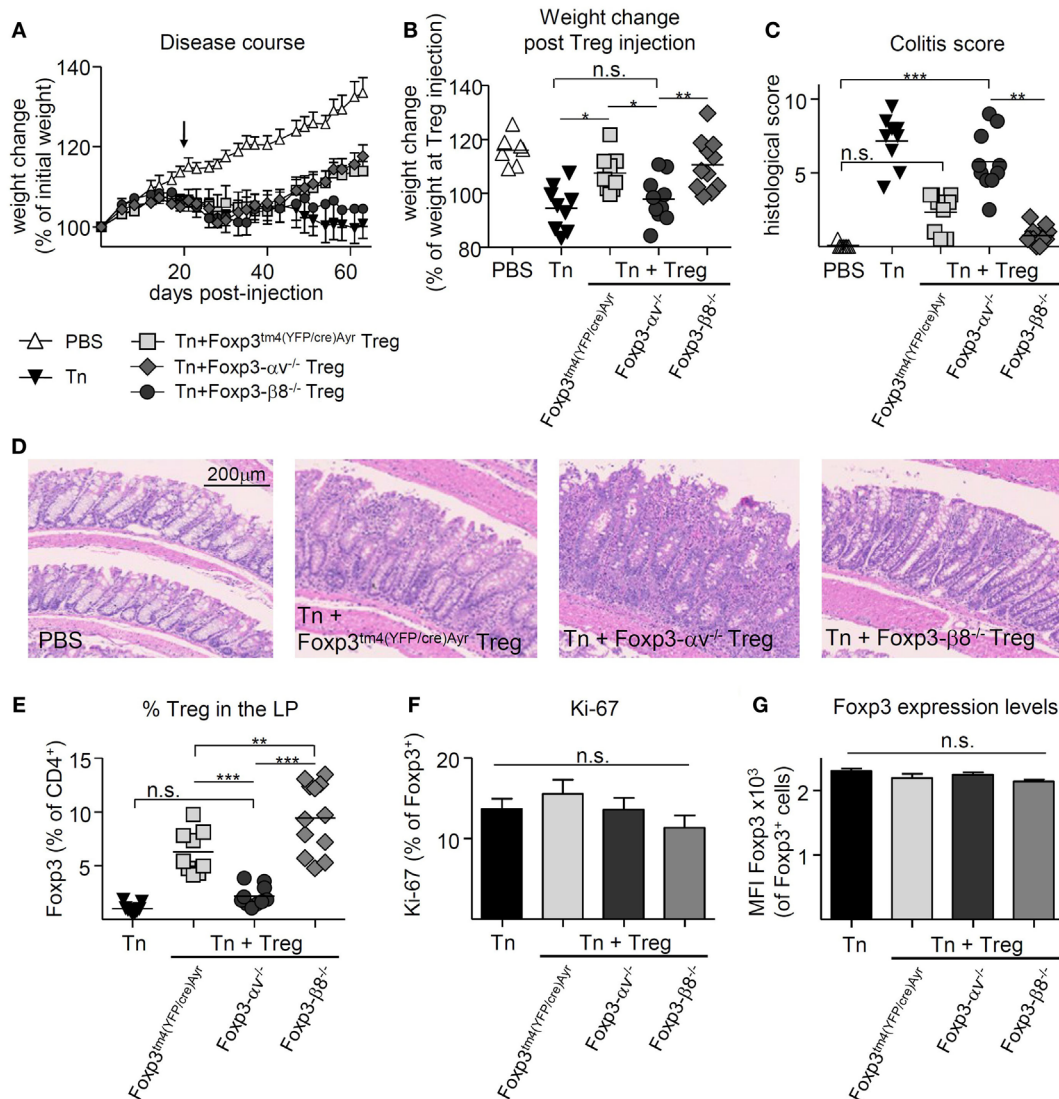 A
Disease course
weight change
(% of initial weight)
140
120
100
0
20
40
60
days post-injection
PBS
Tn
Tn+Foxp3tm4(YFP/cre)Ayr Treg
Tn+Foxp3-αv-/- Treg
Tn+Foxp3-β8-/- Treg
B
Weight change
post Treg injection
weight change
(% of weight at Treg injection)
140
120
100
80
n.s.
*
*
**
PBS
Tn
Tn + Treg
Foxp3tm4(YFP/cre)Ayr
Foxp3-αv-/-
Foxp3-β8-/-
C
Colitis score
histological score
10
5
***
**
n.s.
PBS
Tn
Tn + Treg
Foxp3tm4(YFP/cre)Ayr
Foxp3-αv-/-
Foxp3-β8-/-
D
200μm
PBS
Tn +
Foxp3tm4(YFP/cre)Ayr Treg
Tn + Foxp3-αv-/- Treg
Tn + Foxp3-β8-/- Treg
E
% Treg in the LP
Foxp3 (% of CD4+)
15
10
5
**
***
***
n.s.
Tn
Tn + Treg
Foxp3tm4(YFP/cre)Ayr
Foxp3-αv-/-
Foxp3-β8-/-
F
Ki-67
Ki-67 (% of Foxp3+)
20
10
n.s.
Tn
Tn + Treg
Foxp3tm4(YFP/cre)Ayr
Foxp3-αv-/-
Foxp3-β8-/-
G
Foxp3 expression levels
MFI Foxp3 x103
(of Foxp3+ cells)
2
1
n.s.
Tn
Tn + Treg
Foxp3tm4(YFP/cre)Ayr
Foxp3-αv-/-
Foxp3-β8-/-